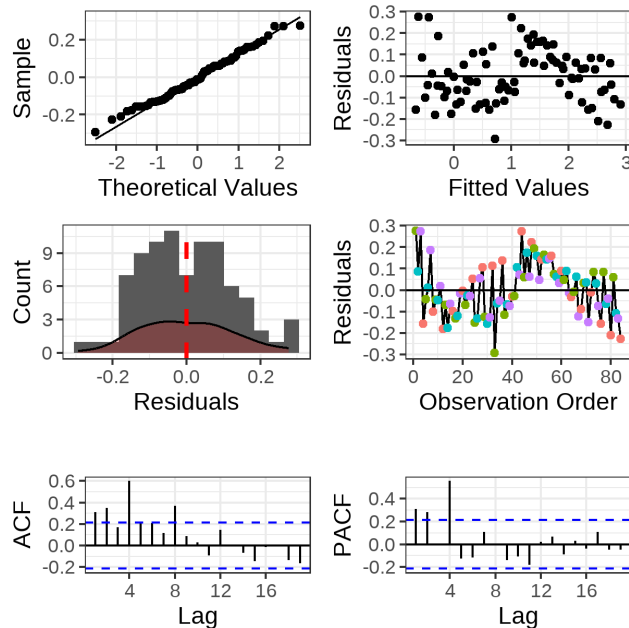 Sample
0.2
0.0
-0.2
-2 -1 0 1 2
Theoretical Values
Residuals
0.3
0.2
0.1
0.0
-0.1
-0.2
-0.3
0 1 2 3
Fitted Values
Count
9
6
3
0
-0.2 0.0 0.2
Residuals
Residuals
0.3
0.2
0.1
0.0
-0.1
-0.2
-0.3
0 20 40 60 80
Observation Order
ACF
0.6
0.4
0.2
0.0
-0.2
4 8 12 16
Lag
PACF
0.4
0.2
0.0
-0.2
4 8 12 16
Lag